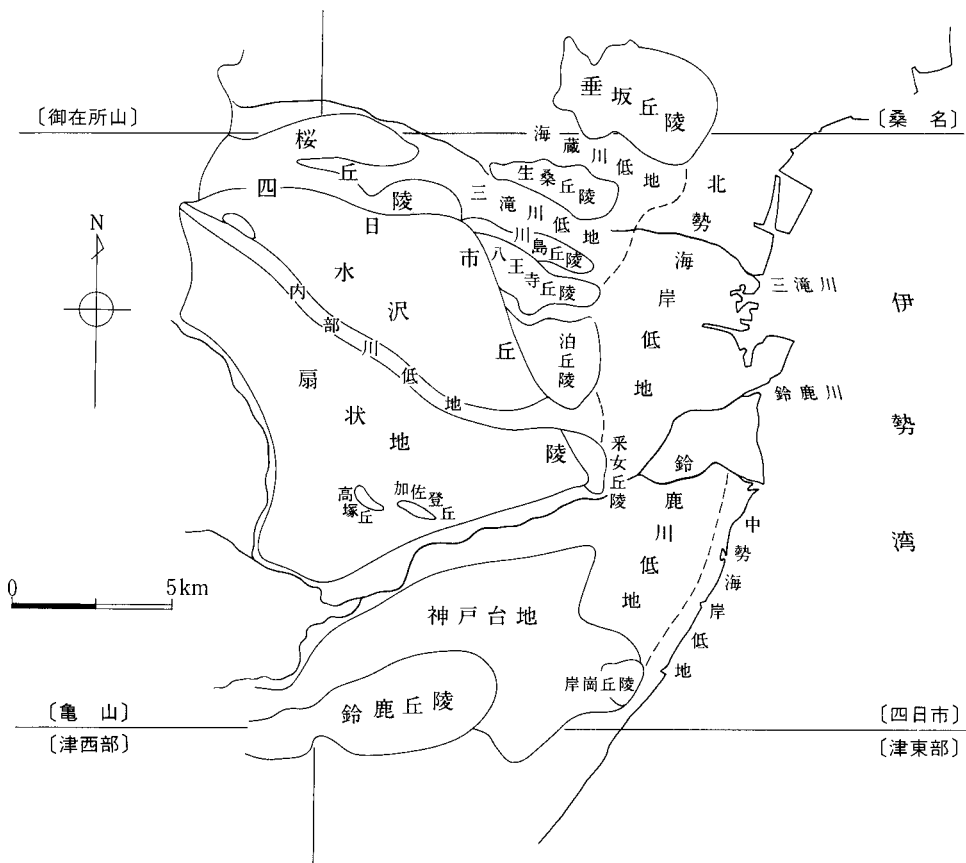 垂坂丘陵
〔御在所山〕
〔桑 名〕
海蔵川低地
桜丘陵
生桑丘陵
北勢海岸低地
三滝川低地
四日市丘陵
川島丘陵
八王寺丘陵
N
水沢扇状地
三滝川
内部川低地
伊勢湾
泊丘陵
鈴鹿川
釆女丘陵
鈴鹿川低地
高塚丘
加佐登丘
中勢海岸低地
0 5km
神戸台地
岸崗丘陵
鈴鹿丘陵
〔亀 山〕
〔四日市〕
〔津西部〕
〔津東部〕